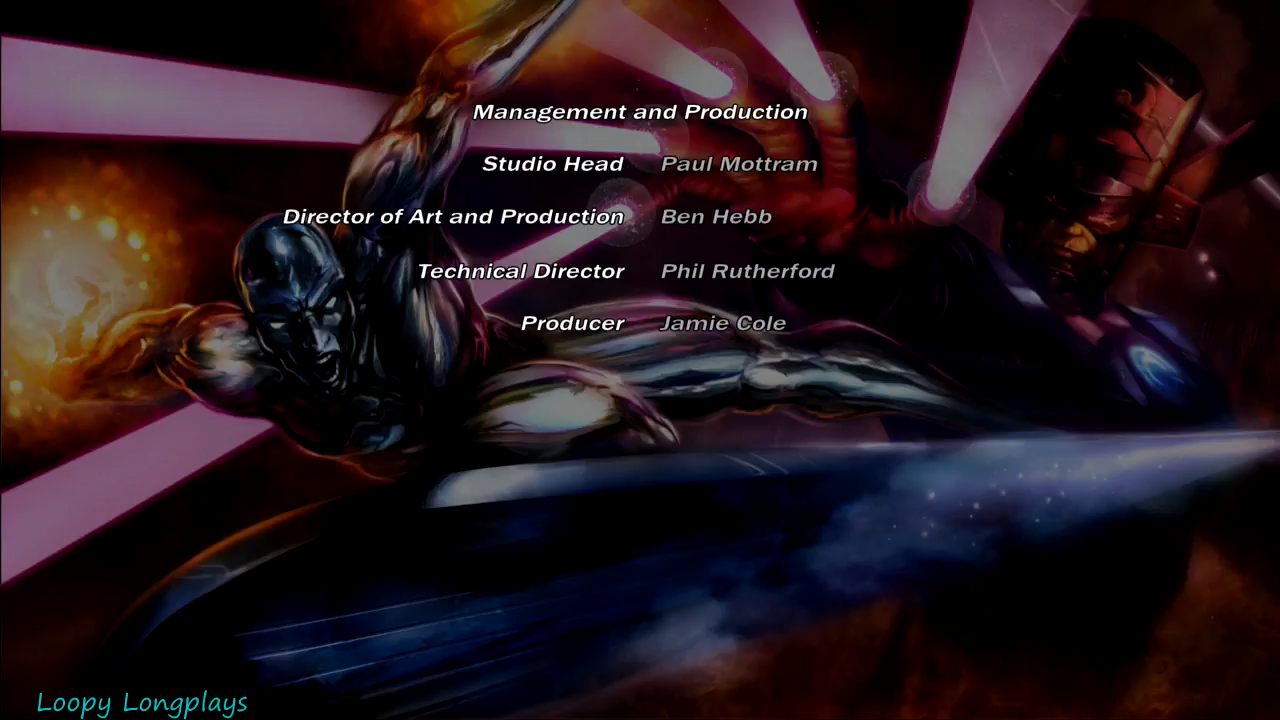 Management and Production
Studio Head Paul Mottram
Director of Art and Production Ben Hebb
Technical Director Phil Rutherford
Producer Jamie Cole
Loopy Longplays